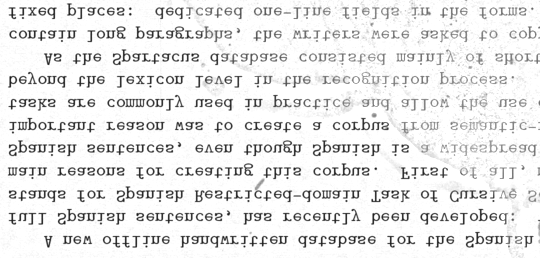 A new offline handwritten database for the Spanish
full Spanish sentences, has recently been developed:
stands for Spanish Restricted-domain Task of Cursive
main reasons for creating this corpus. First of all,
Spanish sentences, even though Spanish is a widespread
important reason was to create a corpus from
tasks are commonly used in practice and allow the use
beyond the lexicon level in the recognition process.
As the Spartacus database consisted mainly of short
contain long paragraphs, the writers were asked to
fixed places: dedicated one-line fields in the forms.